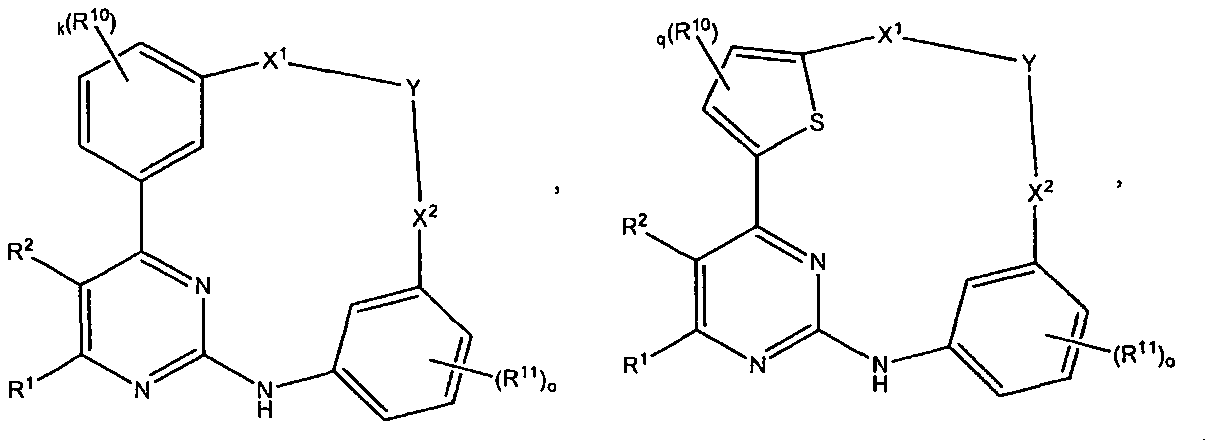 k(R10) X1 Y X2 R2 N R1 N N H (R11)o ,
q(R10) X1 Y S X2 R2 N R1 N N H (R11)o ,